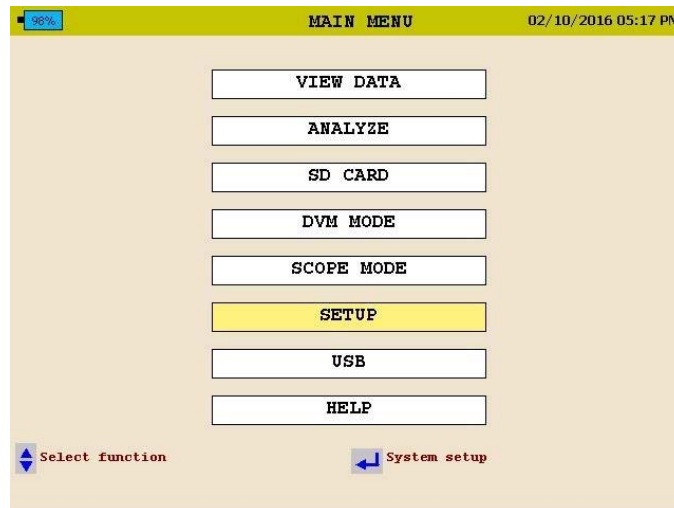 98% MAIN MENU 02/10/2016 05:17 PM
VIEW DATA
ANALYZE
SD CARD
DVM MODE
SCOPE MODE
SETUP
USB
HELP
Select function System setup